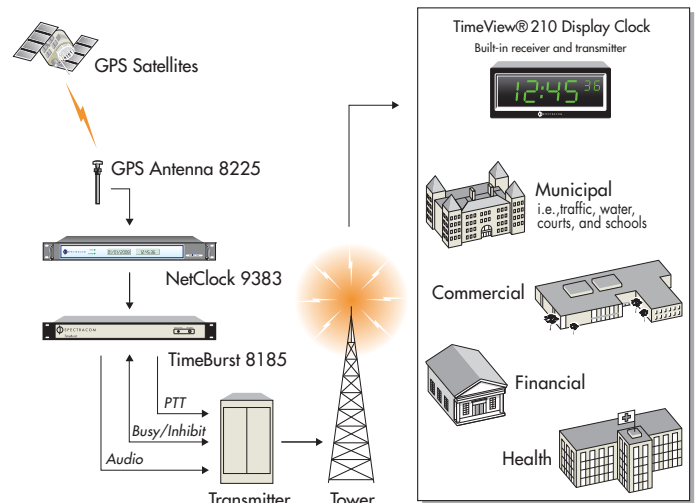 GPS Satellites
GPS Antenna 8225
NetClock 9383
SPECTRACOM
TimeBurst 8185
PTT
Busy/Inhibit
Audio
Transmitter
Tower
TimeView® 210 Display Clock
Built-in receiver and transmitter
12:45 36
Municipal
i.e.,traffic, water,
courts, and schools
Commercial
Financial
Health